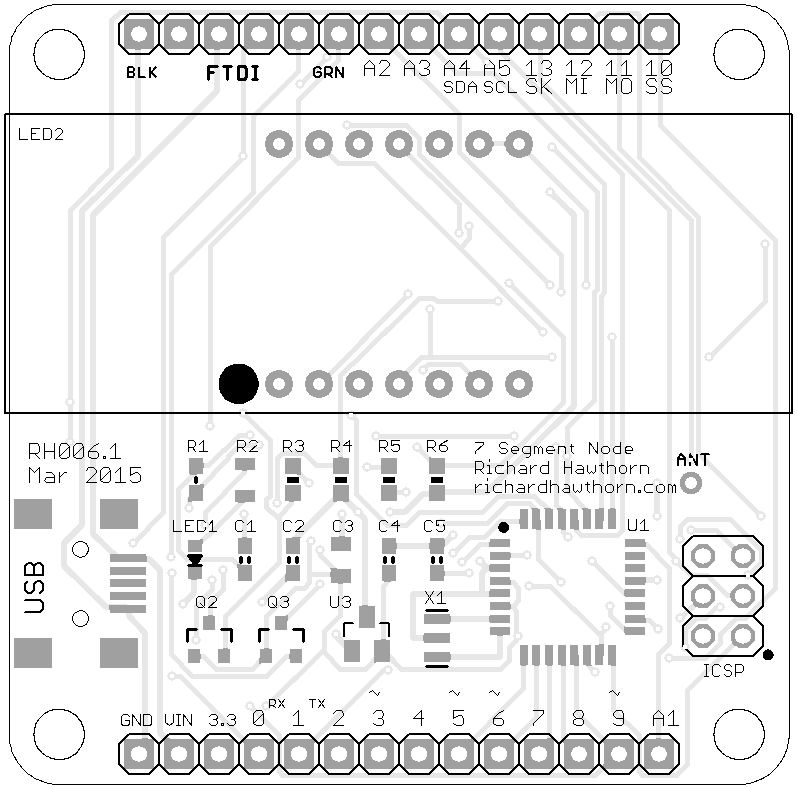 BLK FTDI GRN A2 A3 A4 A5 13 12 11 10
SDA SCL SK MI MO SS
LED2
R1 R2 R3 R4 R5 R6
RH006.1
Mar 2015
7 Segment Node
Richard Hawthorn
richardhawthorn.com
ANT
LED1 C1 C2 C3 C4 C5 U1
USB
Q2 Q3 U3 X1
ICSP
~ ~ ~ ~
RX TX
GND VIN 3.3 0 1 2 3 4 5 6 7 8 9 A1